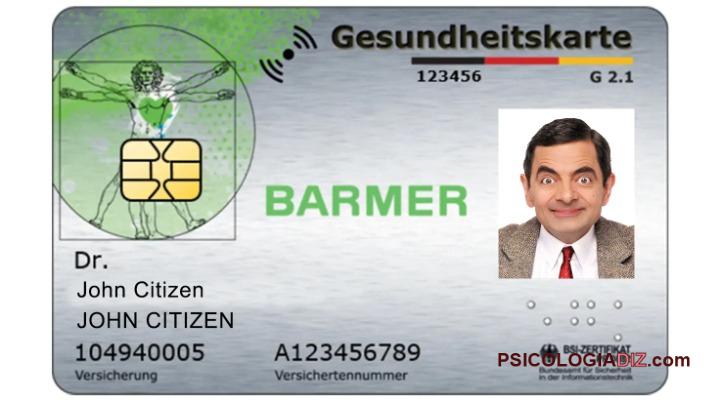 Gesundheitskarte
123456 G 2.1
BARMER
Dr.
John Citizen
JOHN CITIZEN
104940005 A123456789
Versicherung Versichertennummer
BSI-ZERTIFIKAT
PSICOLOGIADIZ.com
Bundesamt für Sicherheit
in der Informationstechnik